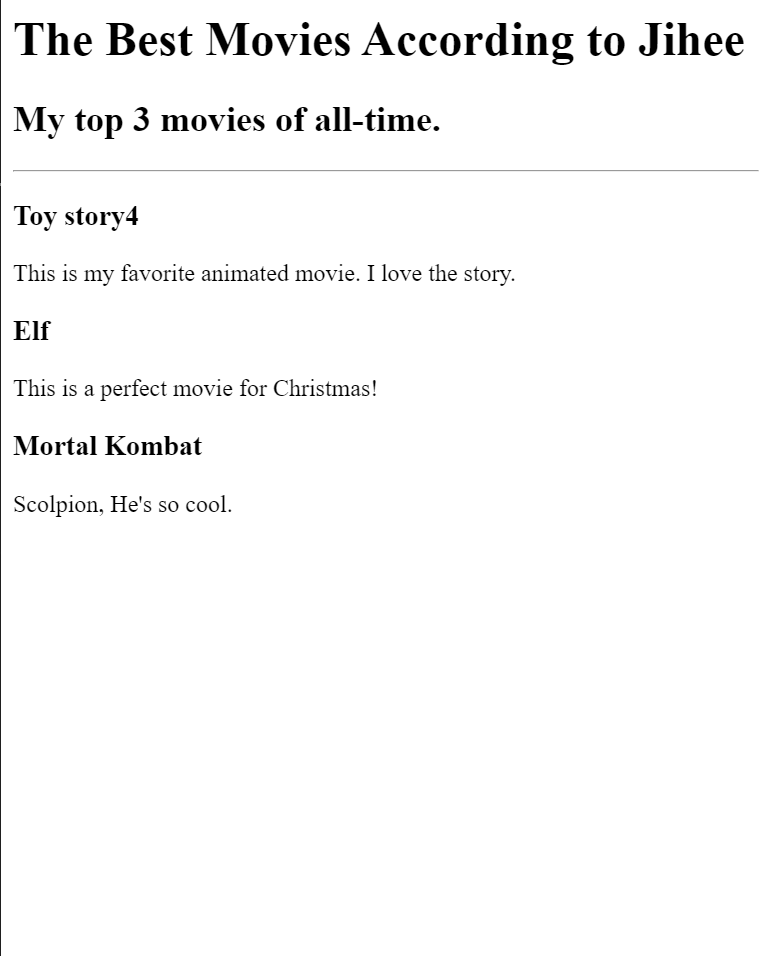 The Best Movies According to Jihee
My top 3 movies of all-time.
Toy story4
This is my favorite animated movie. I love the story.
Elf
This is a perfect movie for Christmas!
Mortal Kombat
Scolpion, He's so cool.